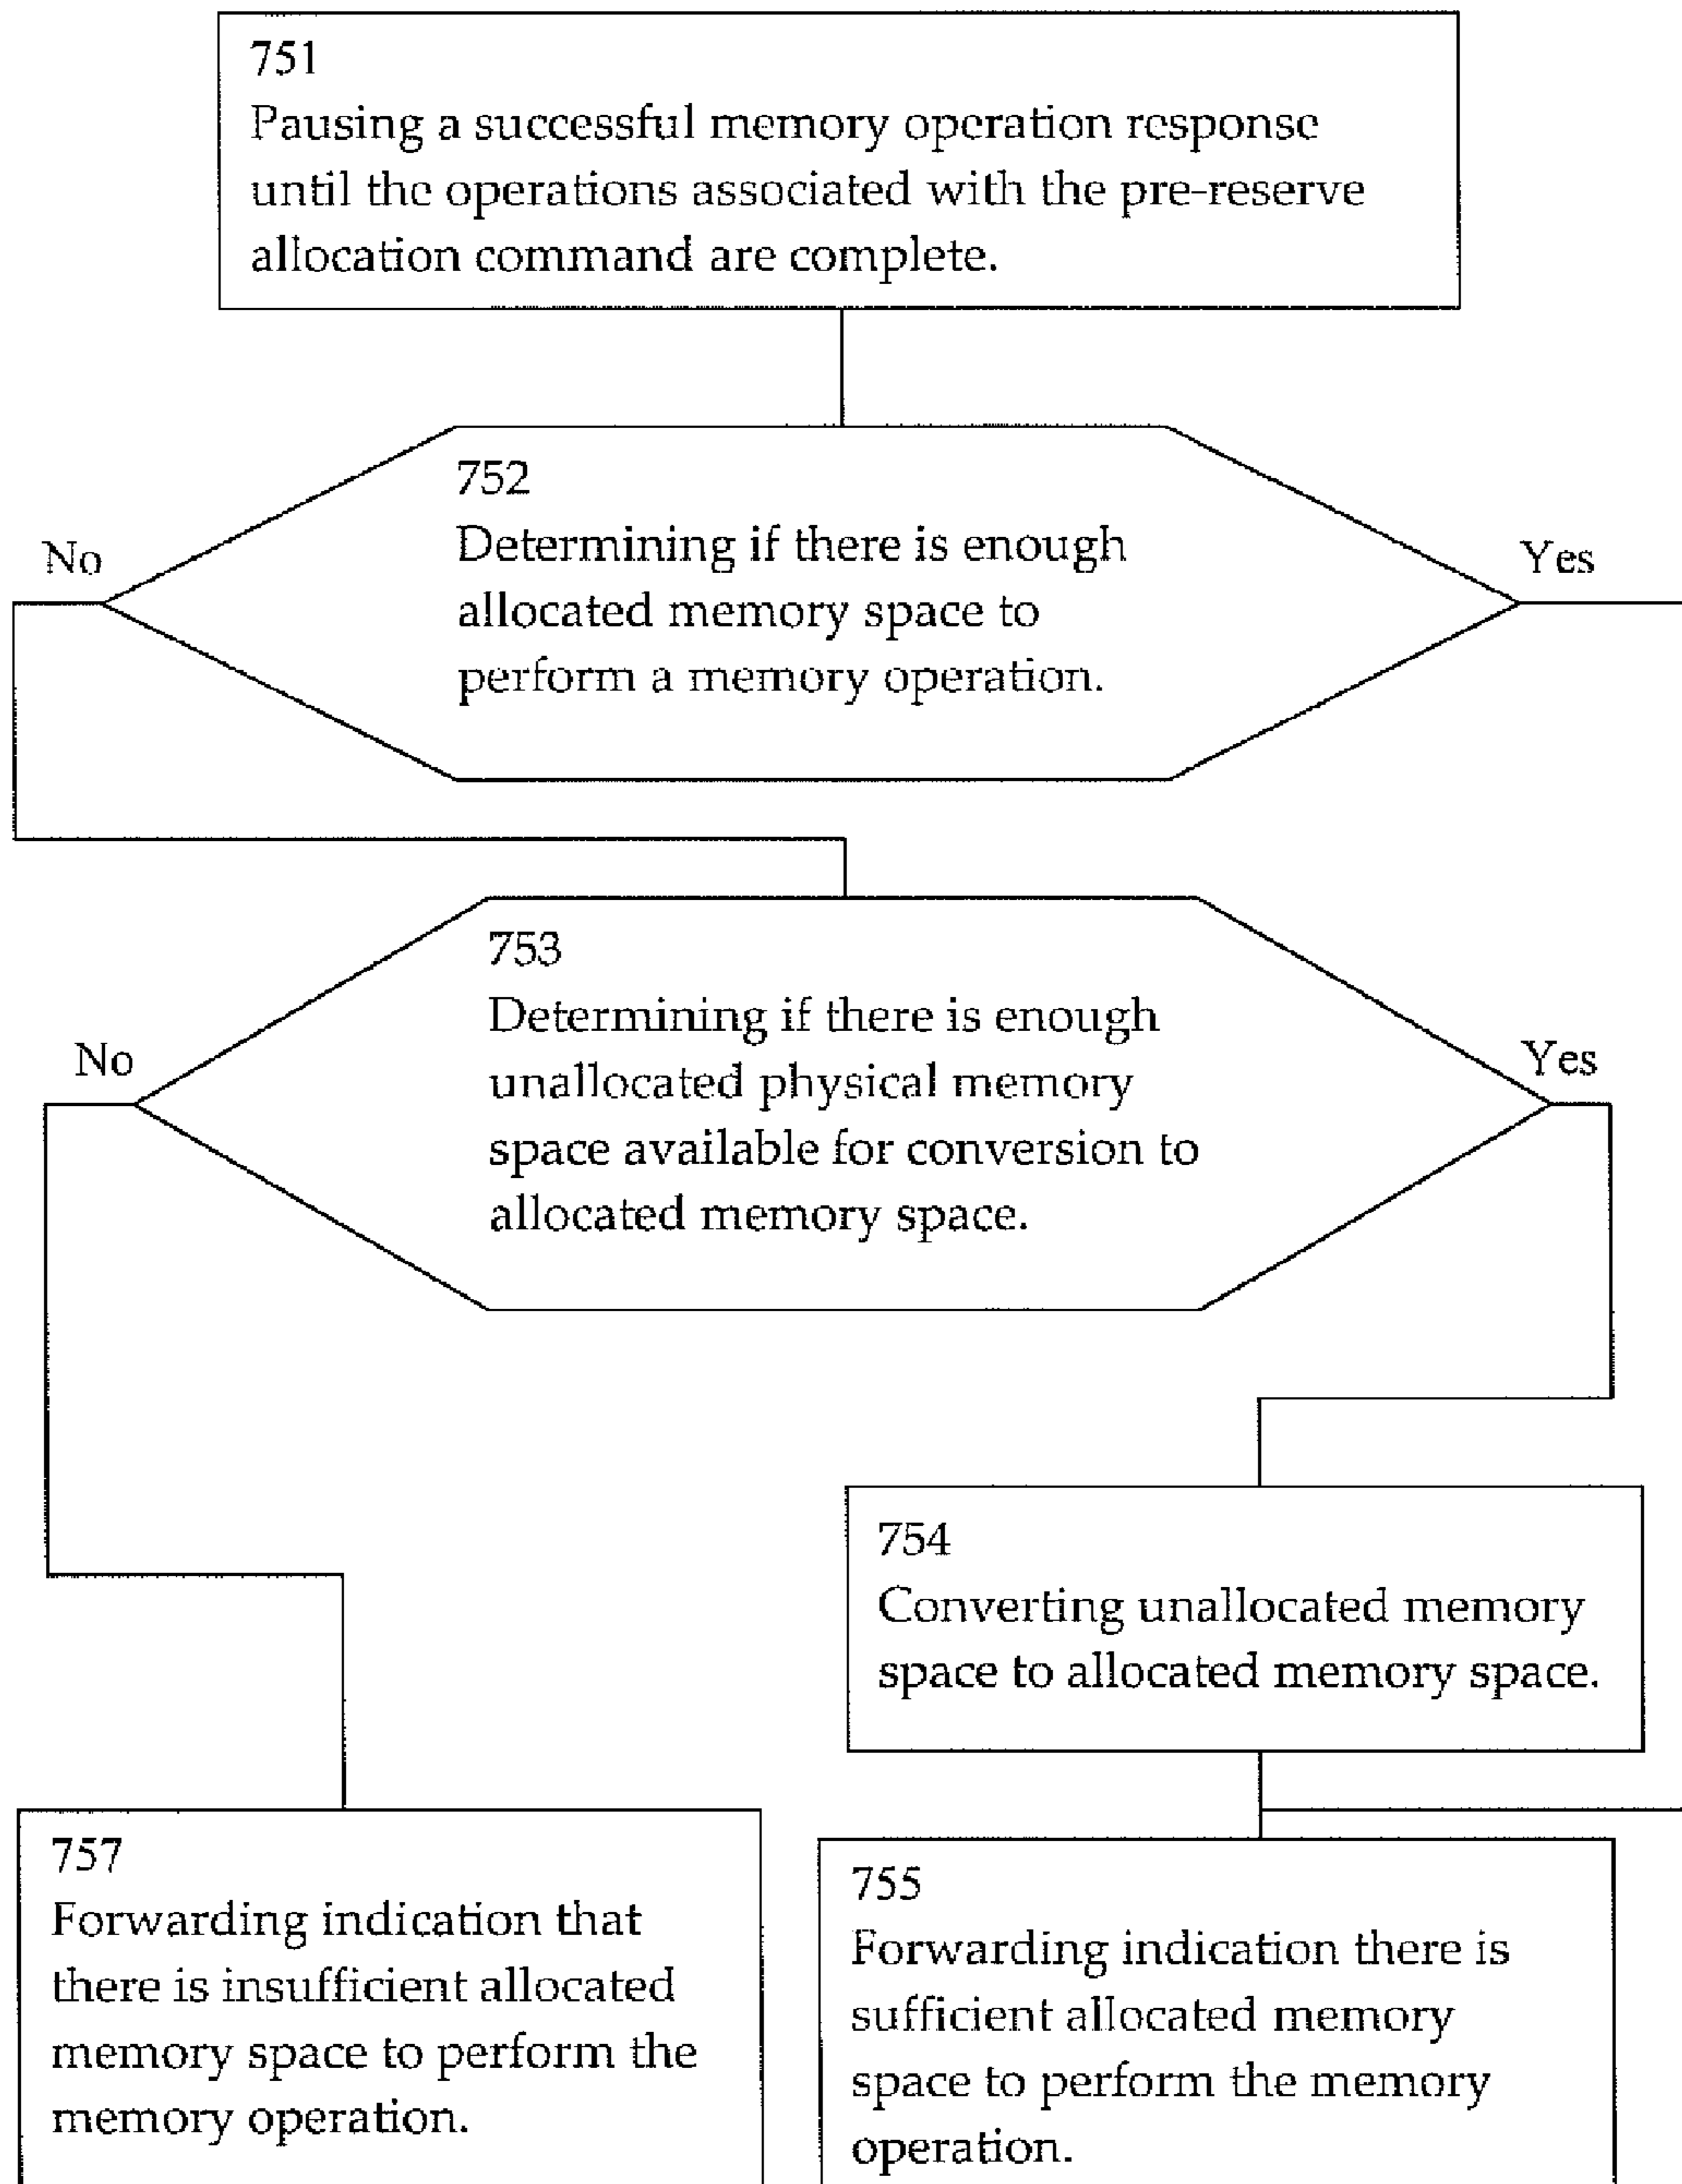 751
Pausing a successful memory operation response
until the operations associated with the pre-reserve
allocation command are complete.
752
Determining if there is enough
allocated memory space to
perform a memory operation.
No
Yes
753
Determining if there is enough
unallocated physical memory
space available for conversion to
allocated memory space.
No
Yes
754
Converting unallocated memory
space to allocated memory space.
757
Forwarding indication that
there is insufficient allocated
memory space to perform the
memory operation.
755
Forwarding indication there is
sufficient allocated memory
space to perform the memory
operation.